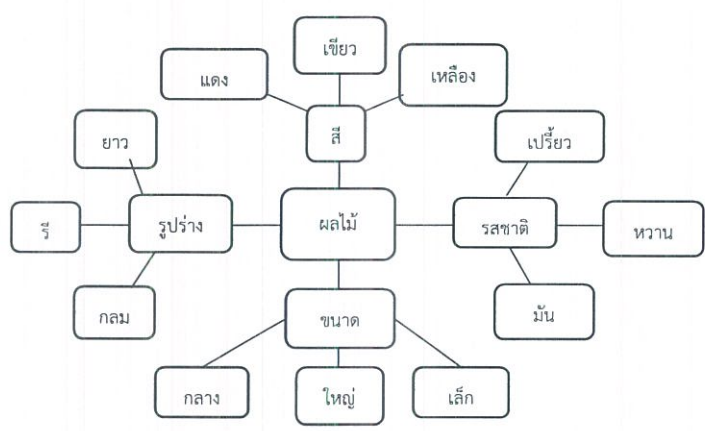 เขียว
แดง
เหลือง
สี
ยาว
เปรี้ยว
รี
รูปร่าง
ผลไม้
รสชาติ
หวาน
กลม
ขนาด
มัน
กลาง
ใหญ่
เล็ก